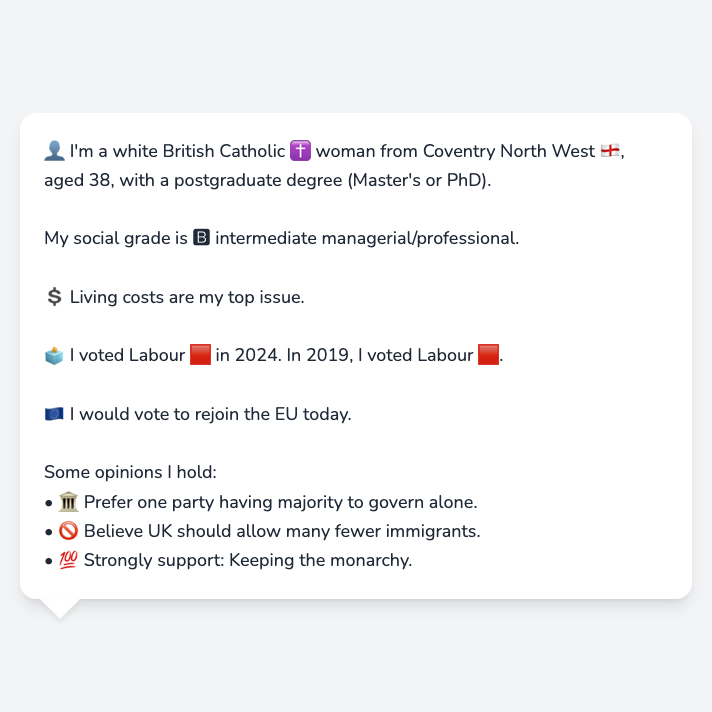 👤 I'm a white British Catholic ✝️ woman from Coventry North West 🏴󠁧󠁢󠁥󠁮󠁧󠁿,
aged 38, with a postgraduate degree (Master's or PhD).
My social grade is 🅱 intermediate managerial/professional.
💲 Living costs are my top issue.
🗳️ I voted Labour 🟥 in 2024. In 2019, I voted Labour 🟥.
🇪🇺 I would vote to rejoin the EU today.
Some opinions I hold:
• 🏛️ Prefer one party having majority to govern alone.
• 🚫 Believe UK should allow many fewer immigrants.
• 💯 Strongly support: Keeping the monarchy.